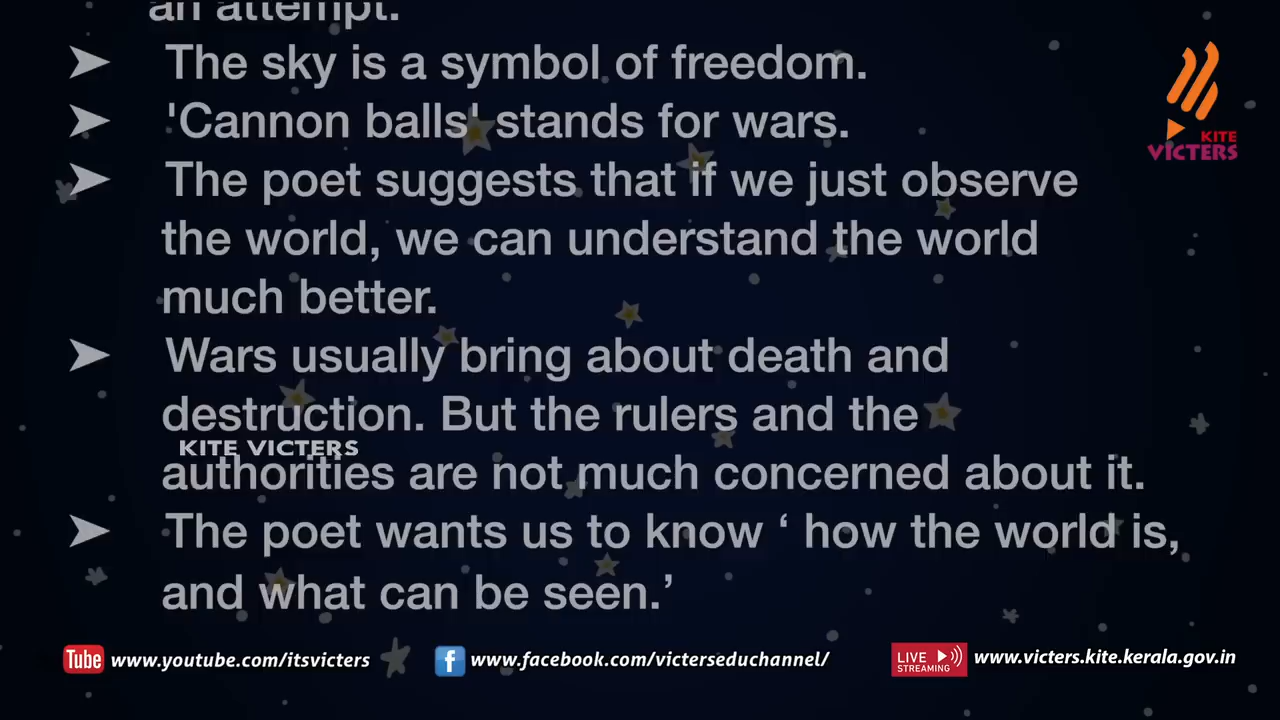 an attempt.
➤ The sky is a symbol of freedom.
➤ 'Cannon balls' stands for wars.
➤ The poet suggests that if we just observe
the world, we can understand the world
much better.
➤ Wars usually bring about death and
destruction. But the rulers and the
authorities are not much concerned about it.
➤ The poet wants us to know ‘ how the world is,
and what can be seen.’
KITE
VICTERS
KITE VICTERS
Tube www.youtube.com/itsvicters
f www.facebook.com/victerseduchannel/
LIVE
STREAMING
www.victers.kite.kerala.gov.in